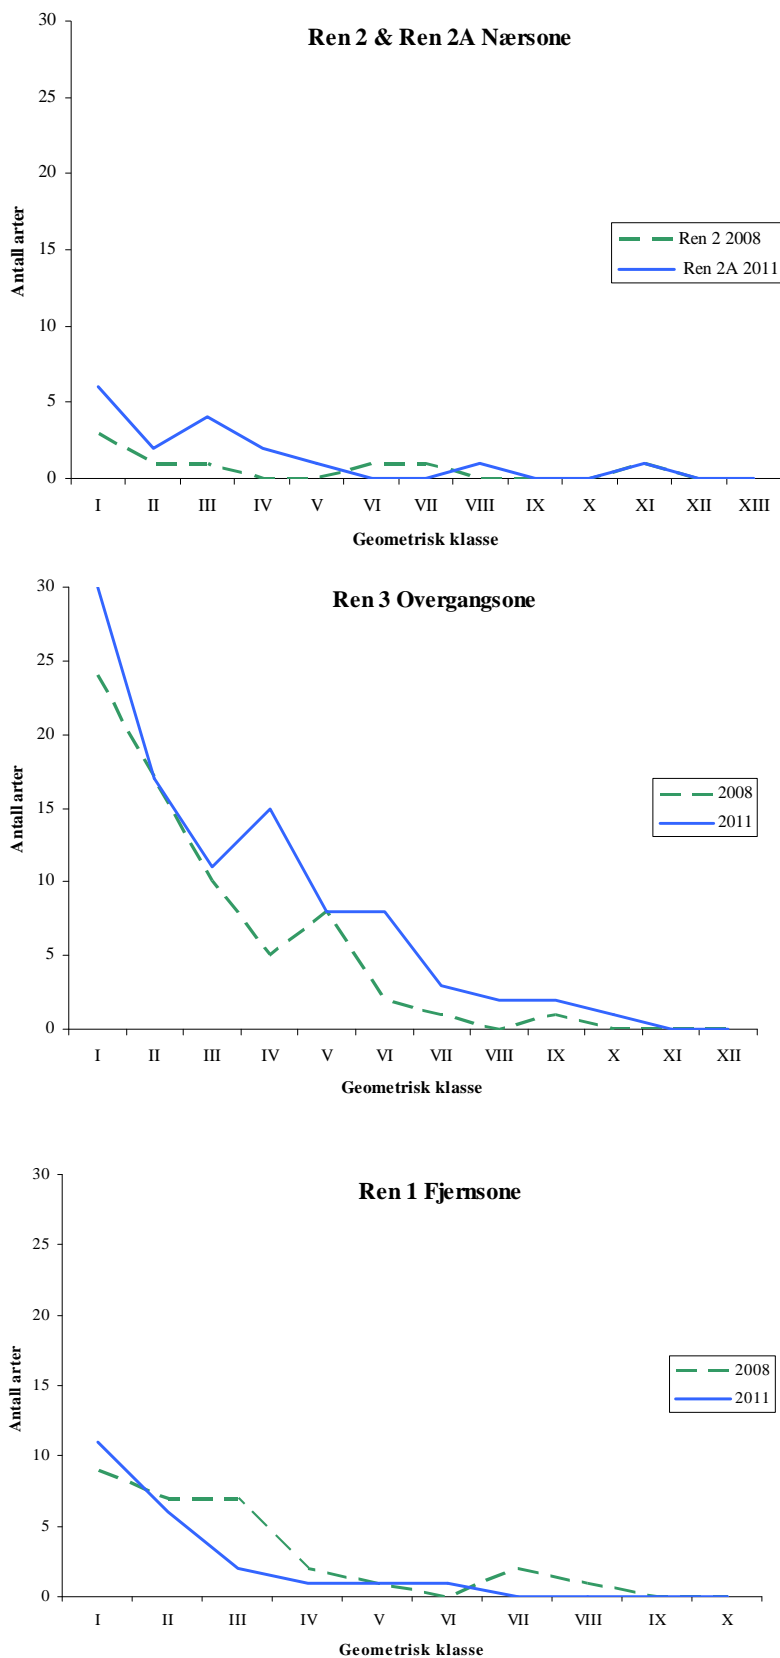 Ren 2 & Ren 2A Nærsone
30
25
20
15
10
5
0
Antall arter
Ren 2 2008
Ren 2A 2011
I II III IV V VI VII VIII IX X XI XII XIII
Geometrisk klasse
Ren 3 Overgangsone
30
25
20
15
10
5
0
Antall arter
2008
2011
I II III IV V VI VII VIII IX X XI XII
Geometrisk klasse
Ren 1 Fjernsone
30
25
20
15
10
5
0
Antall arter
2008
2011
I II III IV V VI VII VIII IX X
Geometrisk klasse